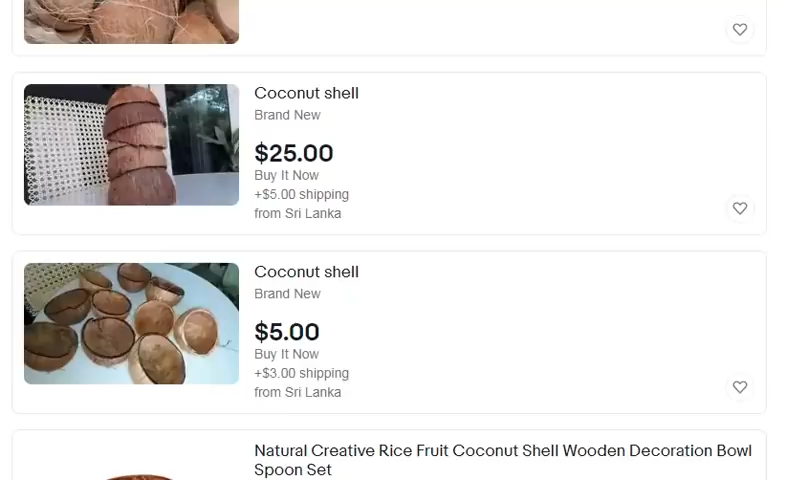 Coconut shell
Brand New
$25.00
Buy It Now
+$5.00 shipping
from Sri Lanka
Coconut shell
Brand New
$5.00
Buy It Now
+$3.00 shipping
from Sri Lanka
Natural Creative Rice Fruit Coconut Shell Wooden Decoration Bowl
Spoon Set